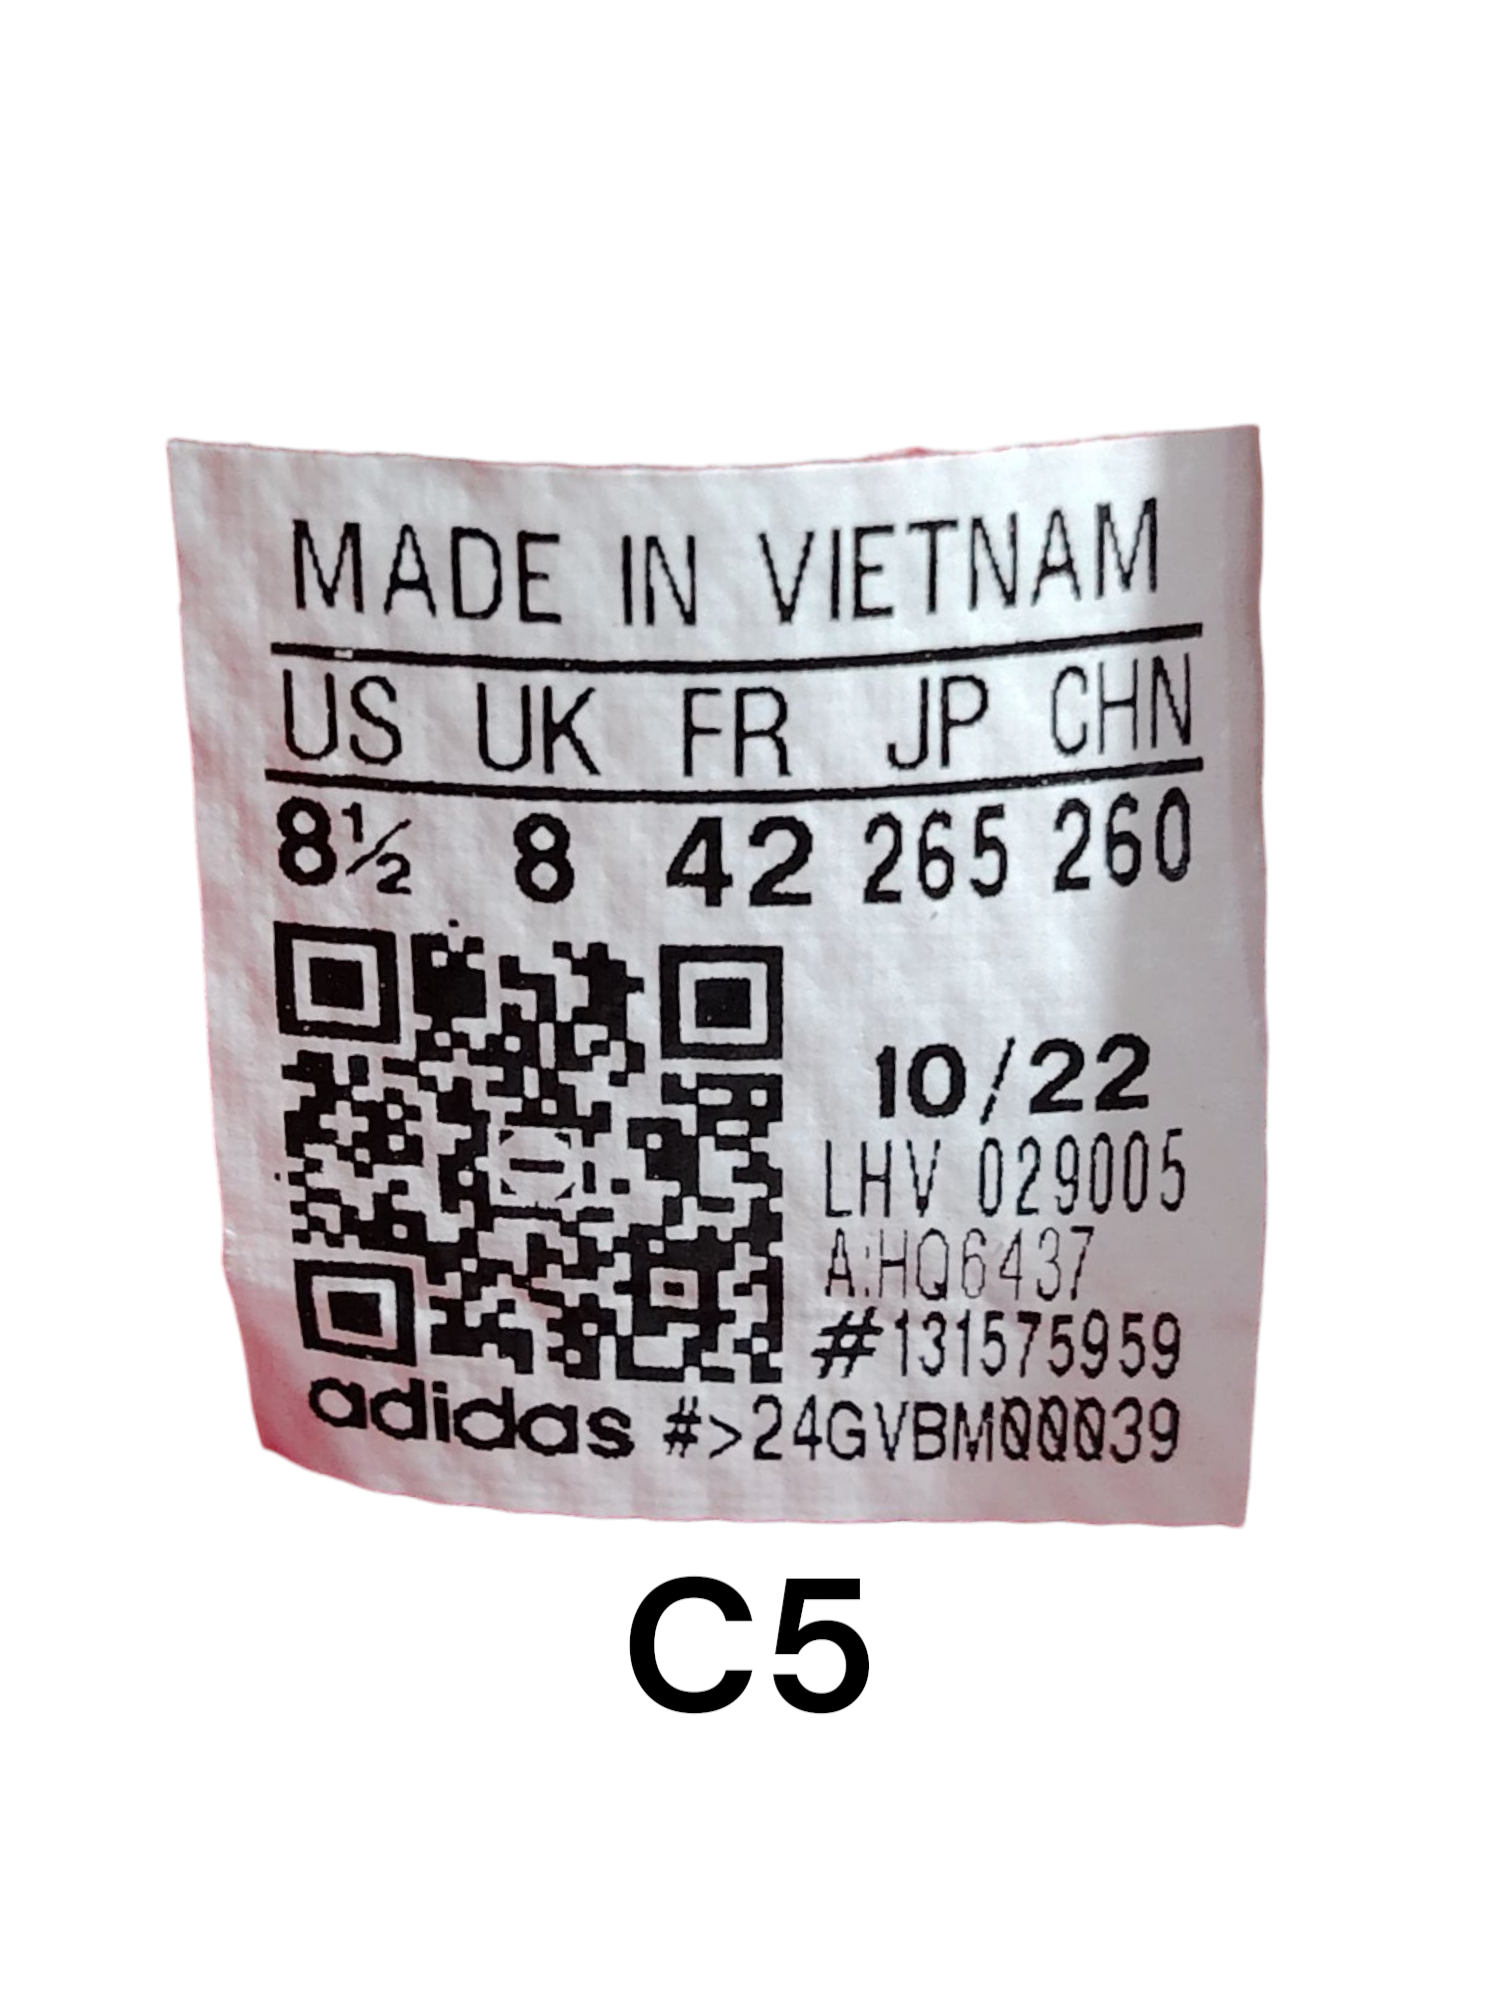 MADE IN VIETNAM
US UK FR JP CHN
8½ 8 42 265 260
10/22
LHV 029005
A:HQ6437
#131575959
adidas #>24GVBM00039
C5